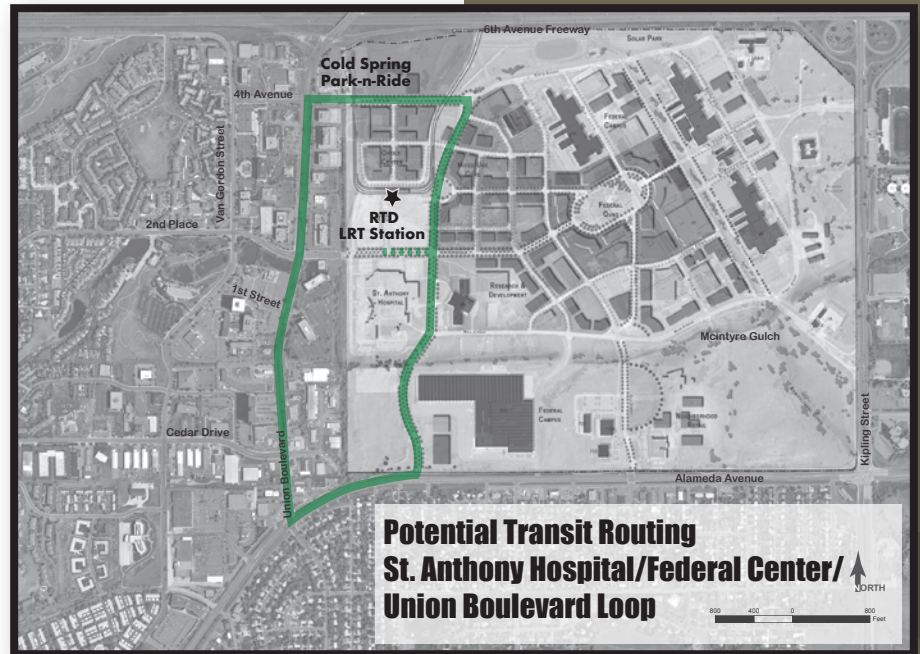 6th Avenue Freeway
SOLAR PARK
Cold Spring
Park-n-Ride
4th Avenue
FEDERAL
CAMPUS
Van Gordon Street
RTD
LRT Station
FEDERAL
QUAD
2nd Place
1st Street
ST. ANTHONY
HOSPITAL
RESEARCH &
DEVELOPMENT
McIntyre Gulch
FEDERAL
CAMPUS
NEIGHBORHOOD
RETAIL
Kipling Street
Cedar Drive
Union Boulevard
Alameda Avenue
Potential Transit Routing
St. Anthony Hospital/Federal Center/
Union Boulevard Loop
NORTH
800 400 0 800
Feet